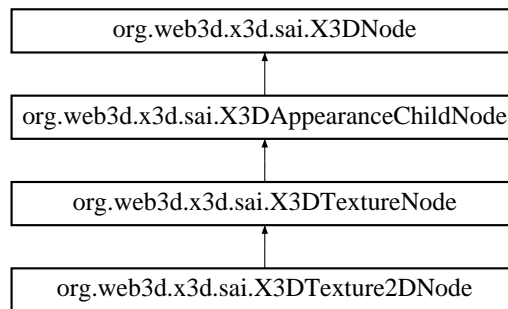 org.web3d.x3d.sai.X3DNode
org.web3d.x3d.sai.X3DAppearanceChildNode
org.web3d.x3d.sai.X3DTextureNode
org.web3d.x3d.sai.X3DTexture2DNode